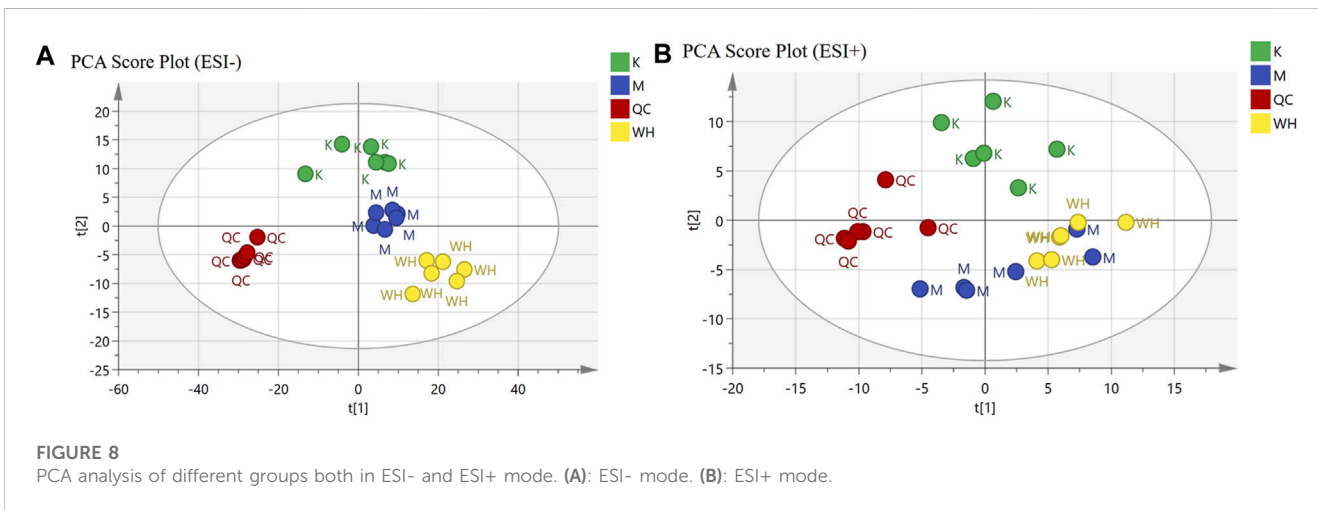 A
PCA Score Plot (ESI-)
K
M
QC
WH
20
15
10
5
0
-5
-10
-15
-20
-25
t[2]
K
K
K
K
K
K
M
M
M
M
M
M
QC
QC
QC
QC
QC
WH
WH
WH
WH
WH
WH
-60
-40
-20
0
20
40
t[1]
B
PCA Score Plot (ESI+)
K
M
QC
WH
10
5
0
-5
-10
-15
t[2]
K
K
K
K
K
K
QC
QC
QC
QC
QC
QC
WH
WH
WH
WH
WH
WH
M
M
M
M
M
M
-20
-15
-10
-5
0
5
10
15
t[1]
FIGURE 8
PCA analysis of different groups both in ESI- and ESI+ mode. (A): ESI- mode. (B): ESI+ mode.